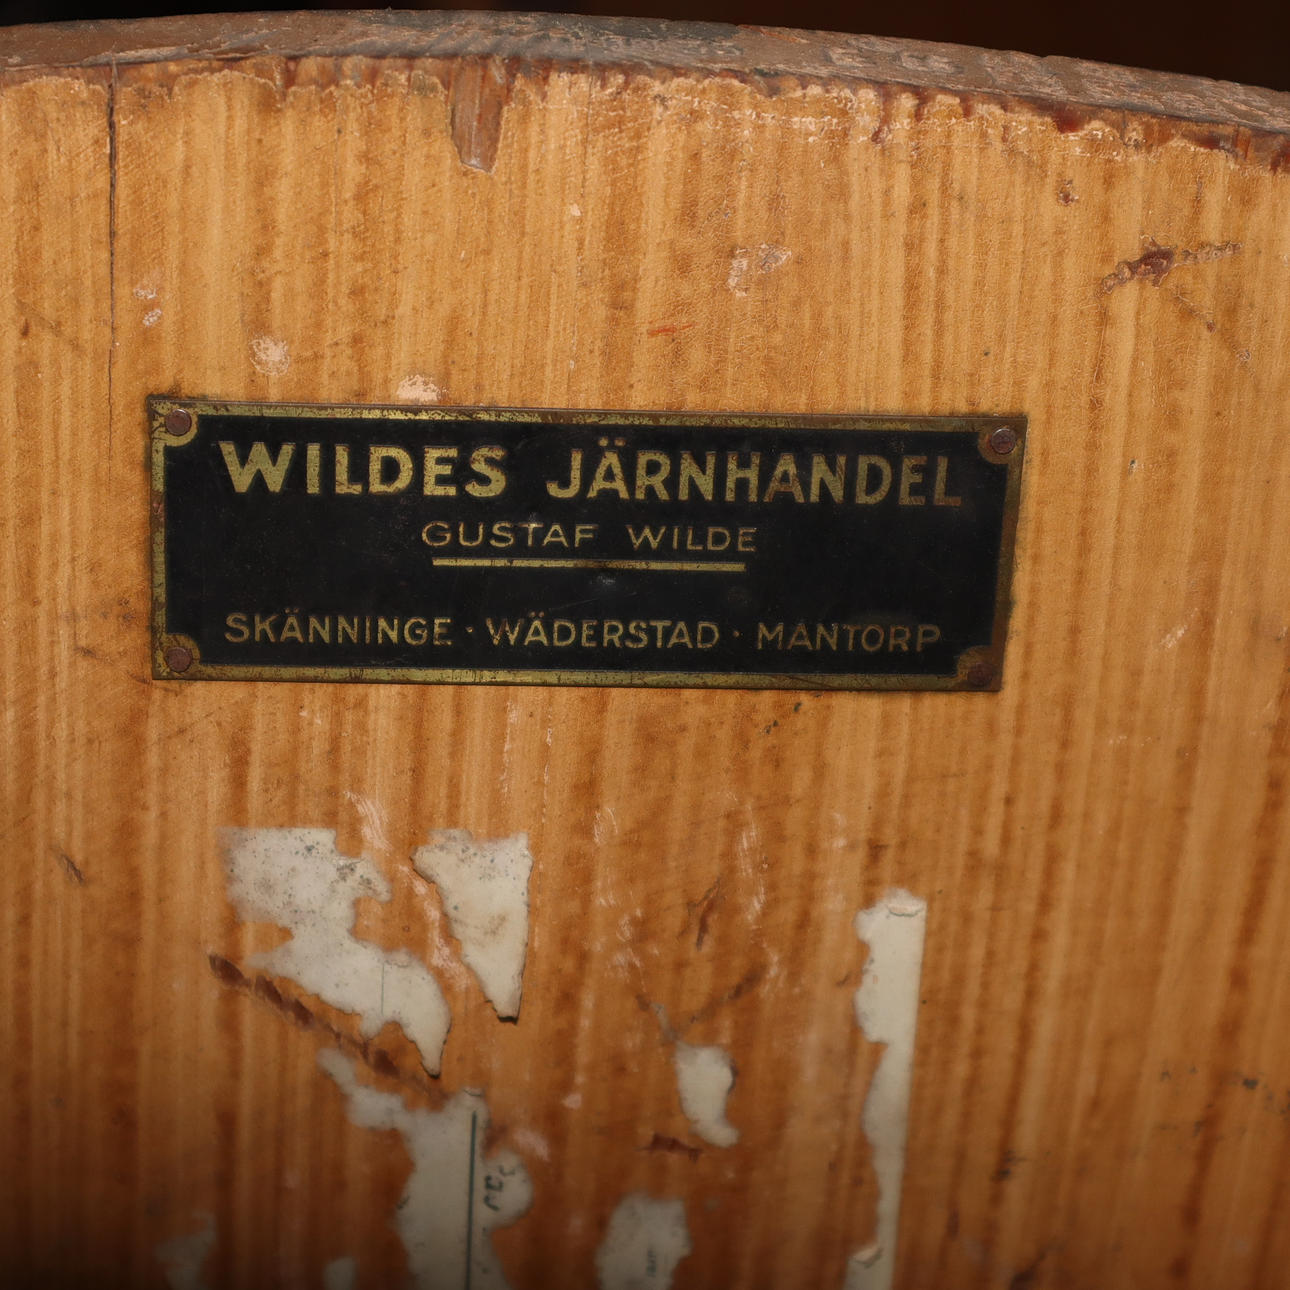 WILDES JÄRNHANDEL
GUSTAF WILDE
SKÄNNINGE · WÄDERSTAD · MANTORP